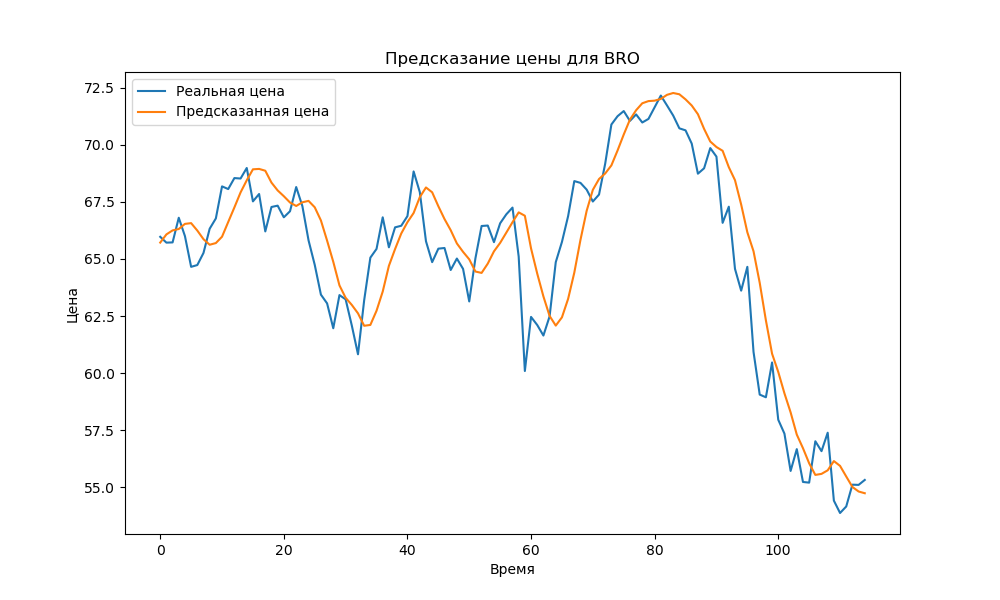 Предсказание цены для BRO
Реальная цена
Предсказанная цена
72.5
70.0
67.5
65.0
62.5
60.0
57.5
55.0
Цена
0 20 40 60 80 100
Время